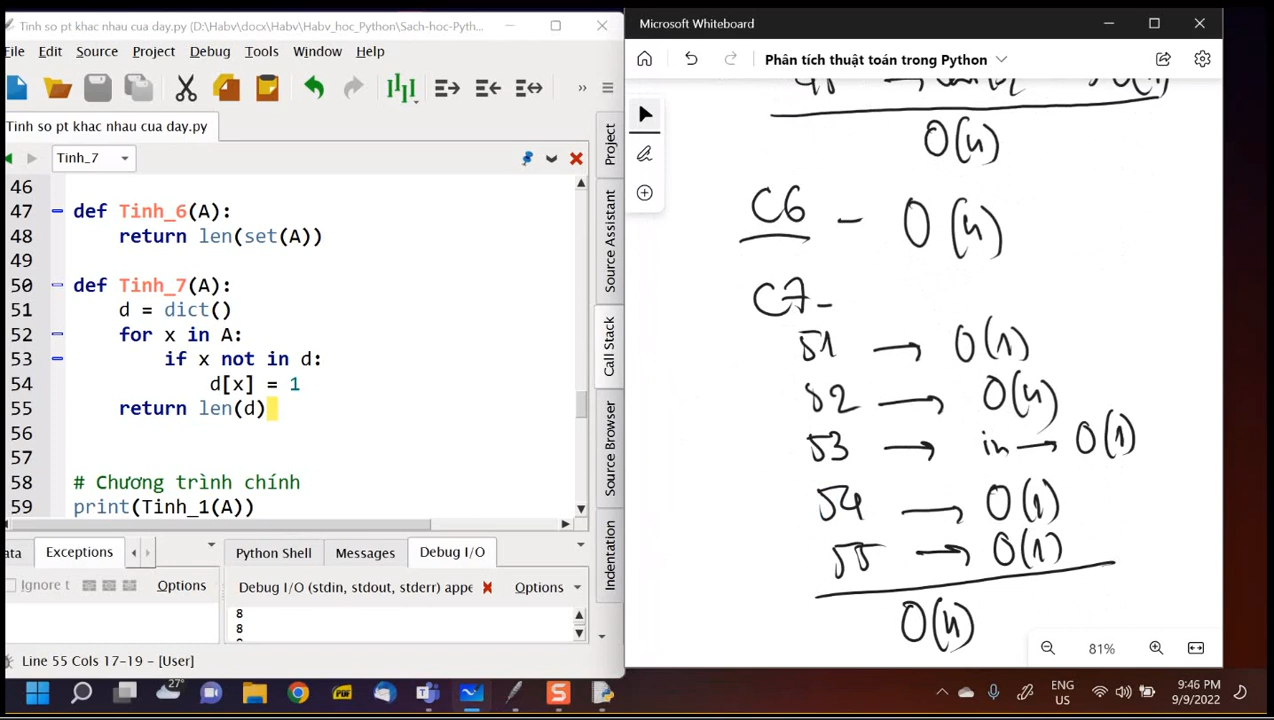 Tinh so pt khac nhau cua day.py (D:\Habv\docx\Habv\Habv_hoc_Python\Sach-hoc-Pyth...
File Edit Source Project Debug Tools Window Help
Tinh so pt khac nhau cua day.py
Tinh_7
46
47 def Tinh_6(A):
48 return len(set(A))
49
50 def Tinh_7(A):
51 d = dict()
52 for x in A:
53 if x not in d:
54 d[x] = 1
55 return len(d)
56
57
58 # Chương trình chính
59 print(Tinh_1(A))
Project
Source Assistant
Call Stack
Source Browser
Indentation
ata Exceptions
Ignore t Options
Python Shell Messages Debug I/O
Debug I/O (stdin, stdout, stderr) appe Options
8
8
Line 55 Cols 17-19 - [User]
Microsoft Whiteboard
Phân tích thuật toán trong Python
O(n)
C6 - O(n)
C7-
51 → O(1)
52 → O(n)
53 → in → O(1)
54 → O(1)
55 → O(1)
O(n)
81%
27°
PDF
ENG
US
9:46 PM
9/9/2022